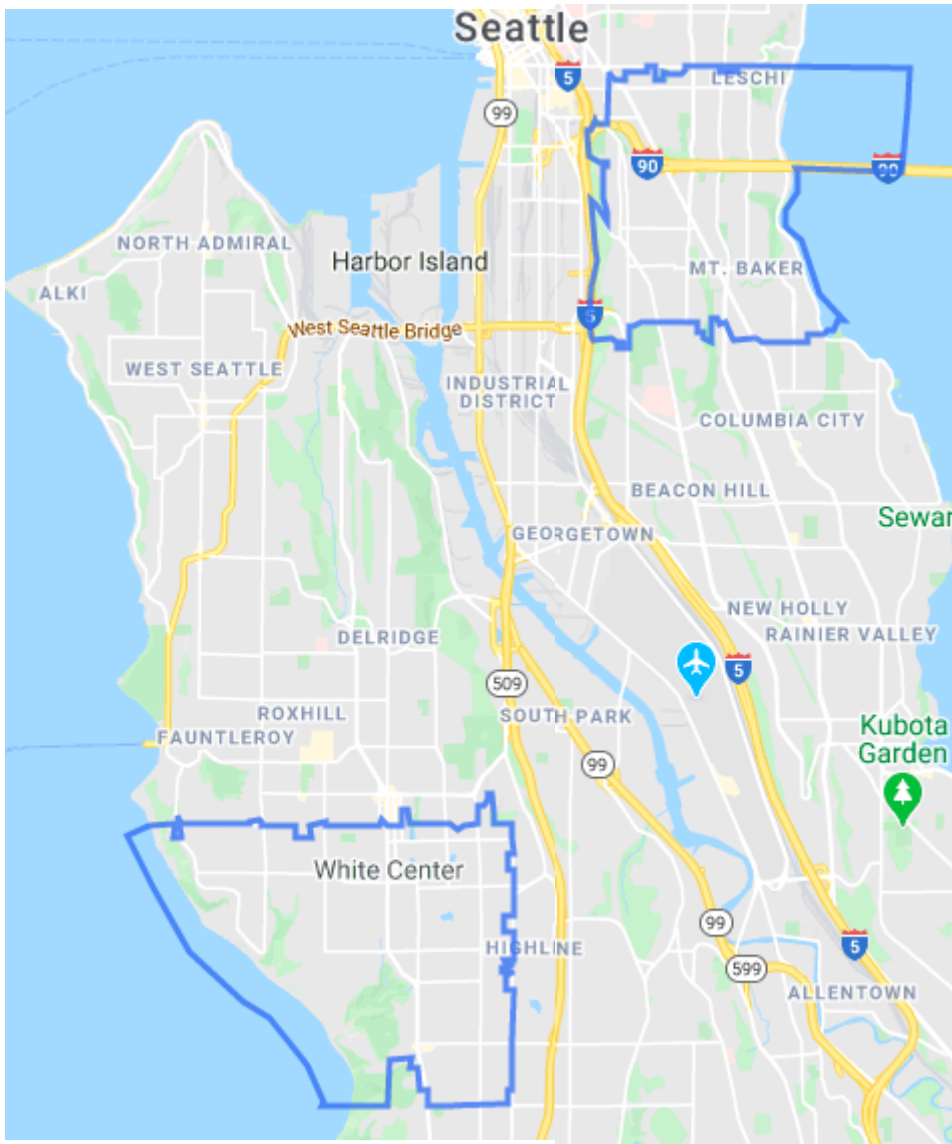 Seattle
5
LESCHI
99
90
90
NORTH ADMIRAL
Harbor Island
MT. BAKER
ALKI
5
West Seattle Bridge
WEST SEATTLE
INDUSTRIAL
DISTRICT
COLUMBIA CITY
BEACON HILL
Sewar
GEORGETOWN
NEW HOLLY
RAINIER VALLEY
DELRIDGE
5
509
ROXHILL
SOUTH PARK
FAUNTLEROY
Kubota
Garden
99
White Center
99
HIGHLINE
5
599
ALLENTOWN